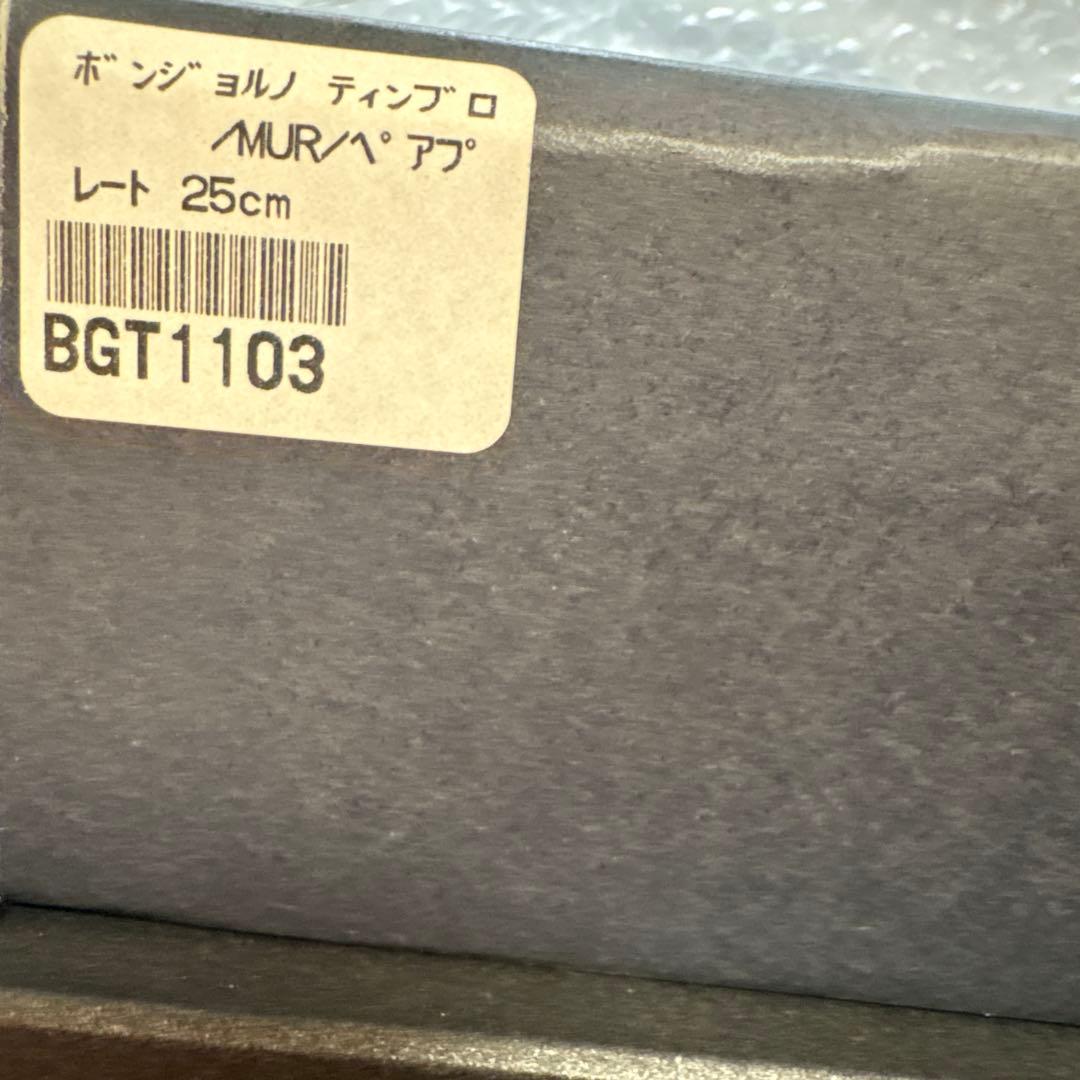 ﾎﾞﾝｼﾞｮﾙﾉ ﾃｨﾝﾌﾞﾛ
/MUR/ﾍﾟｱﾌﾟ
ﾚｰﾄ 25cm
BGT1103